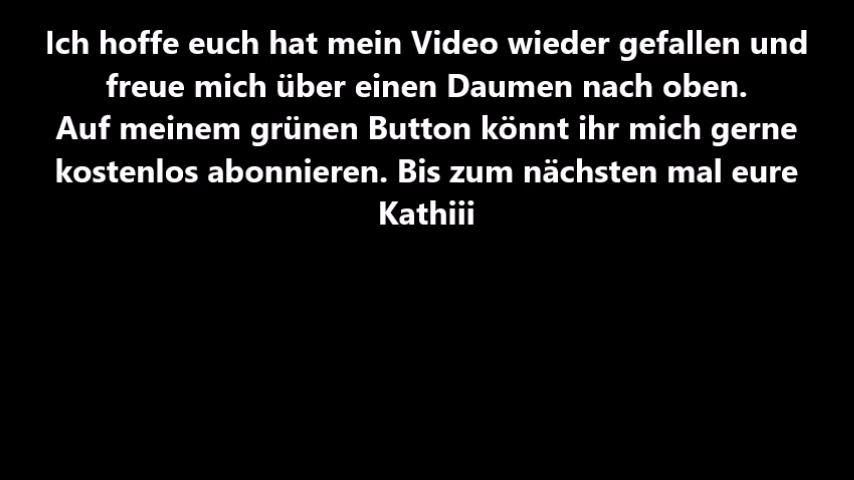 Ich hoffe euch hat mein Video wieder gefallen und
freue mich über einen Daumen nach oben.
Auf meinem grünen Button könnt ihr mich gerne
kostenlos abonnieren. Bis zum nächsten mal eure
Kathiii